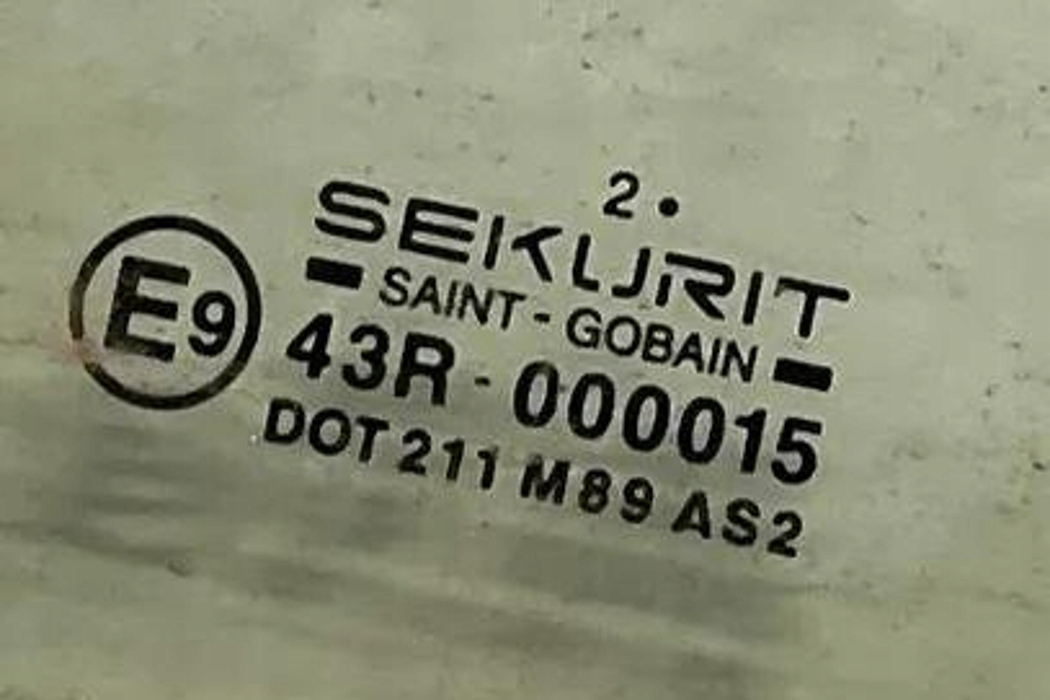 2 •
SEKURIT
SAINT - GOBAIN
E9
43R - 000015
DOT 211 M89 AS2